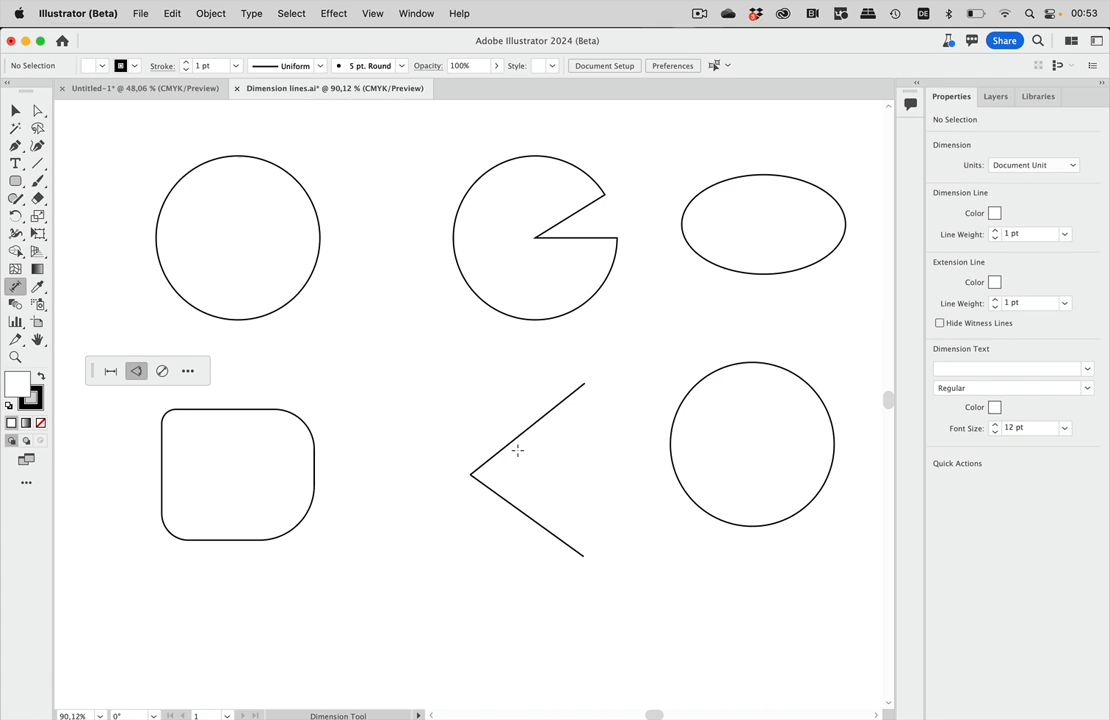 Illustrator (Beta) File Edit Object Type Select Effect View Window Help DE 00:53
Adobe Illustrator 2024 (Beta) Share
No Selection Stroke: 1 pt Uniform 5 pt. Round Opacity: 100% Style: Document Setup Preferences
Untitled-1* @ 48,06 % (CMYK/Preview) Dimension lines.ai* @ 90,12 % (CMYK/Preview)
Properties Layers Libraries
No Selection
Dimension
Units: Document Unit
Dimension Line
Color
Line Weight: 1 pt
Extension Line
Color
Line Weight: 1 pt
Hide Witness Lines
Dimension Text
Regular
Color
Font Size: 12 pt
Quick Actions
90,12% 0° 1 Dimension Tool